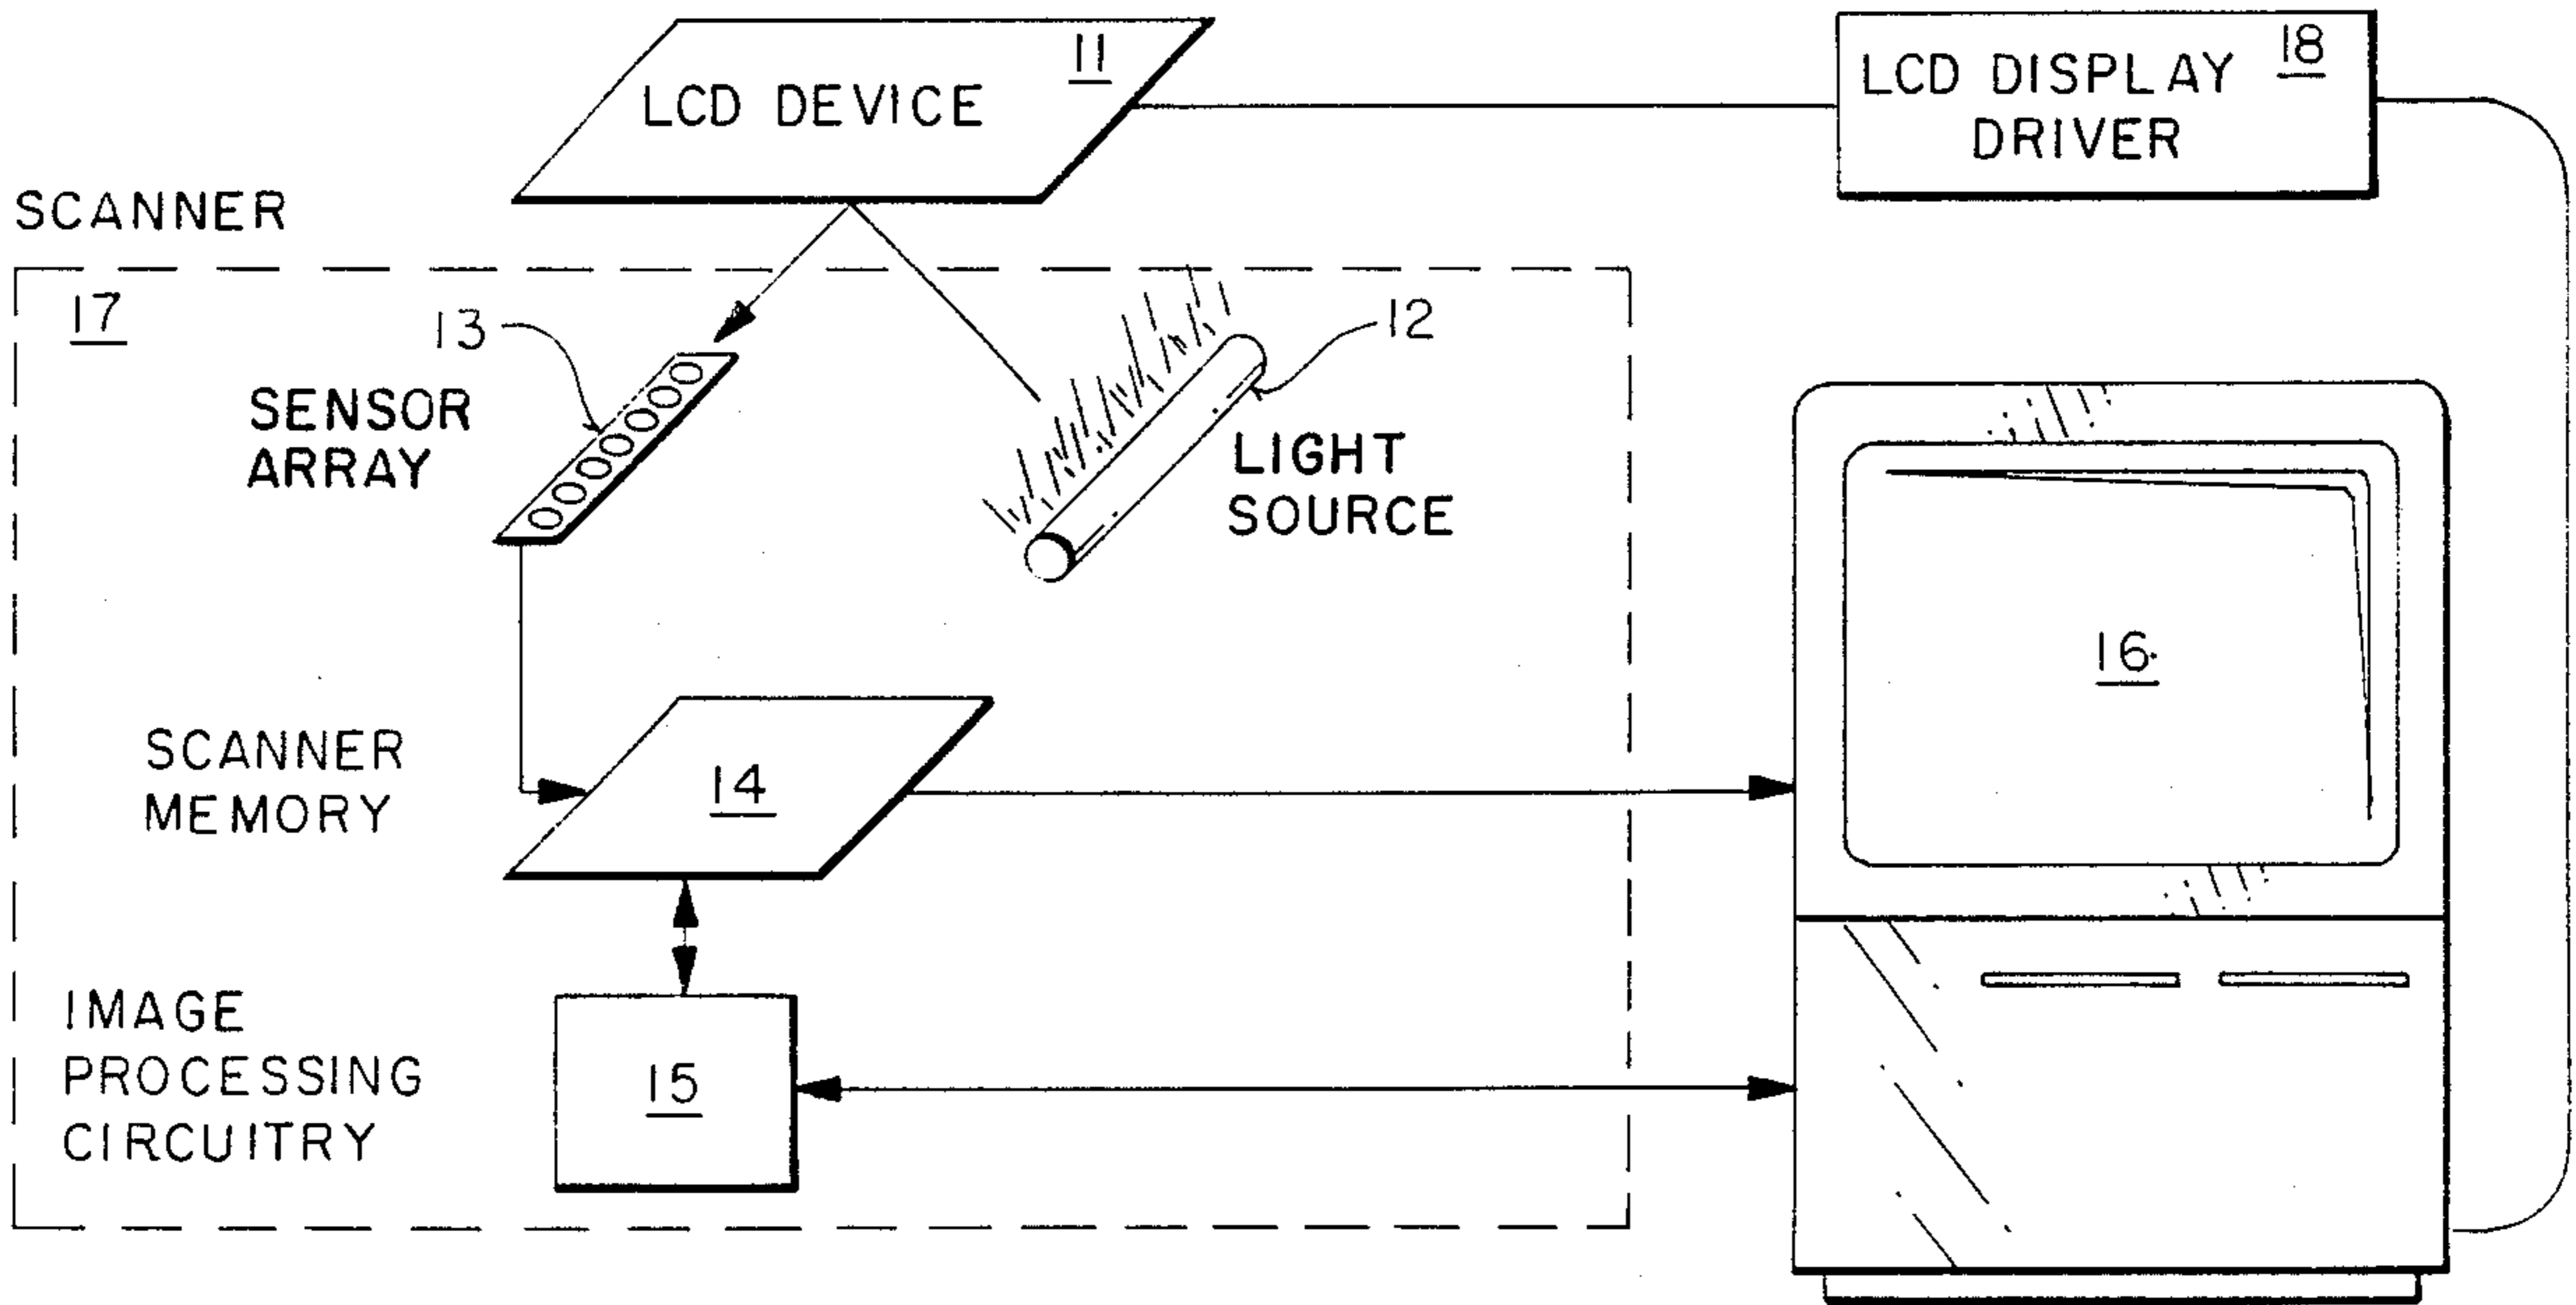 LCD DEVICE
11
LCD DISPLAY
DRIVER
18
SCANNER
17
13
12
SENSOR
ARRAY
LIGHT
SOURCE
16
SCANNER
MEMORY
14
IMAGE
PROCESSING
CIRCUITRY
15